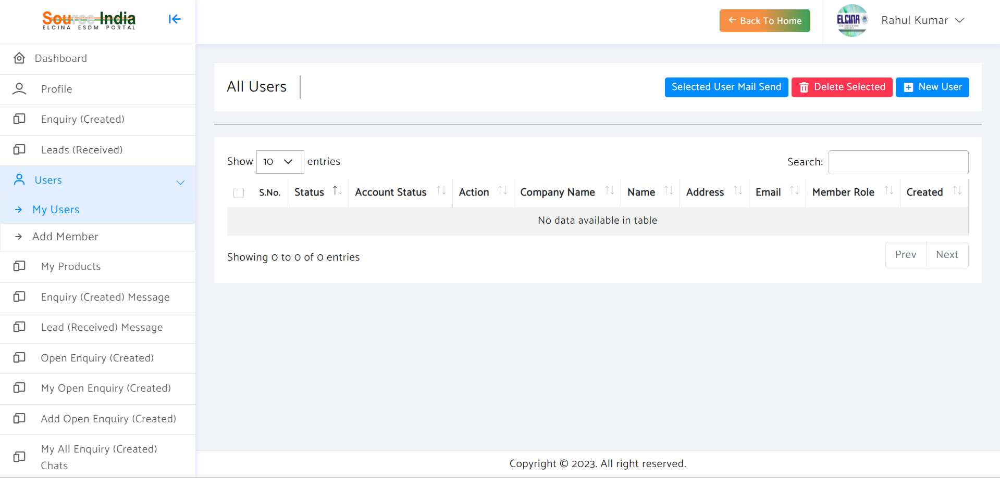 Source India
ELCINA ESDM PORTAL
Back To Home
ELCINA
Rahul Kumar
Dashboard
Profile
Enquiry (Created)
Leads (Received)
Users
My Users
Add Member
My Products
Enquiry (Created) Message
Lead (Received) Message
Open Enquiry (Created)
My Open Enquiry (Created)
Add Open Enquiry (Created)
My All Enquiry (Created)
Chats
All Users
Selected User Mail Send
Delete Selected
New User
Show 10 entries
Search:
S.No. Status Account Status Action Company Name Name Address Email Member Role Created
No data available in table
Showing 0 to 0 of 0 entries
Prev Next
Copyright © 2023. All right reserved.